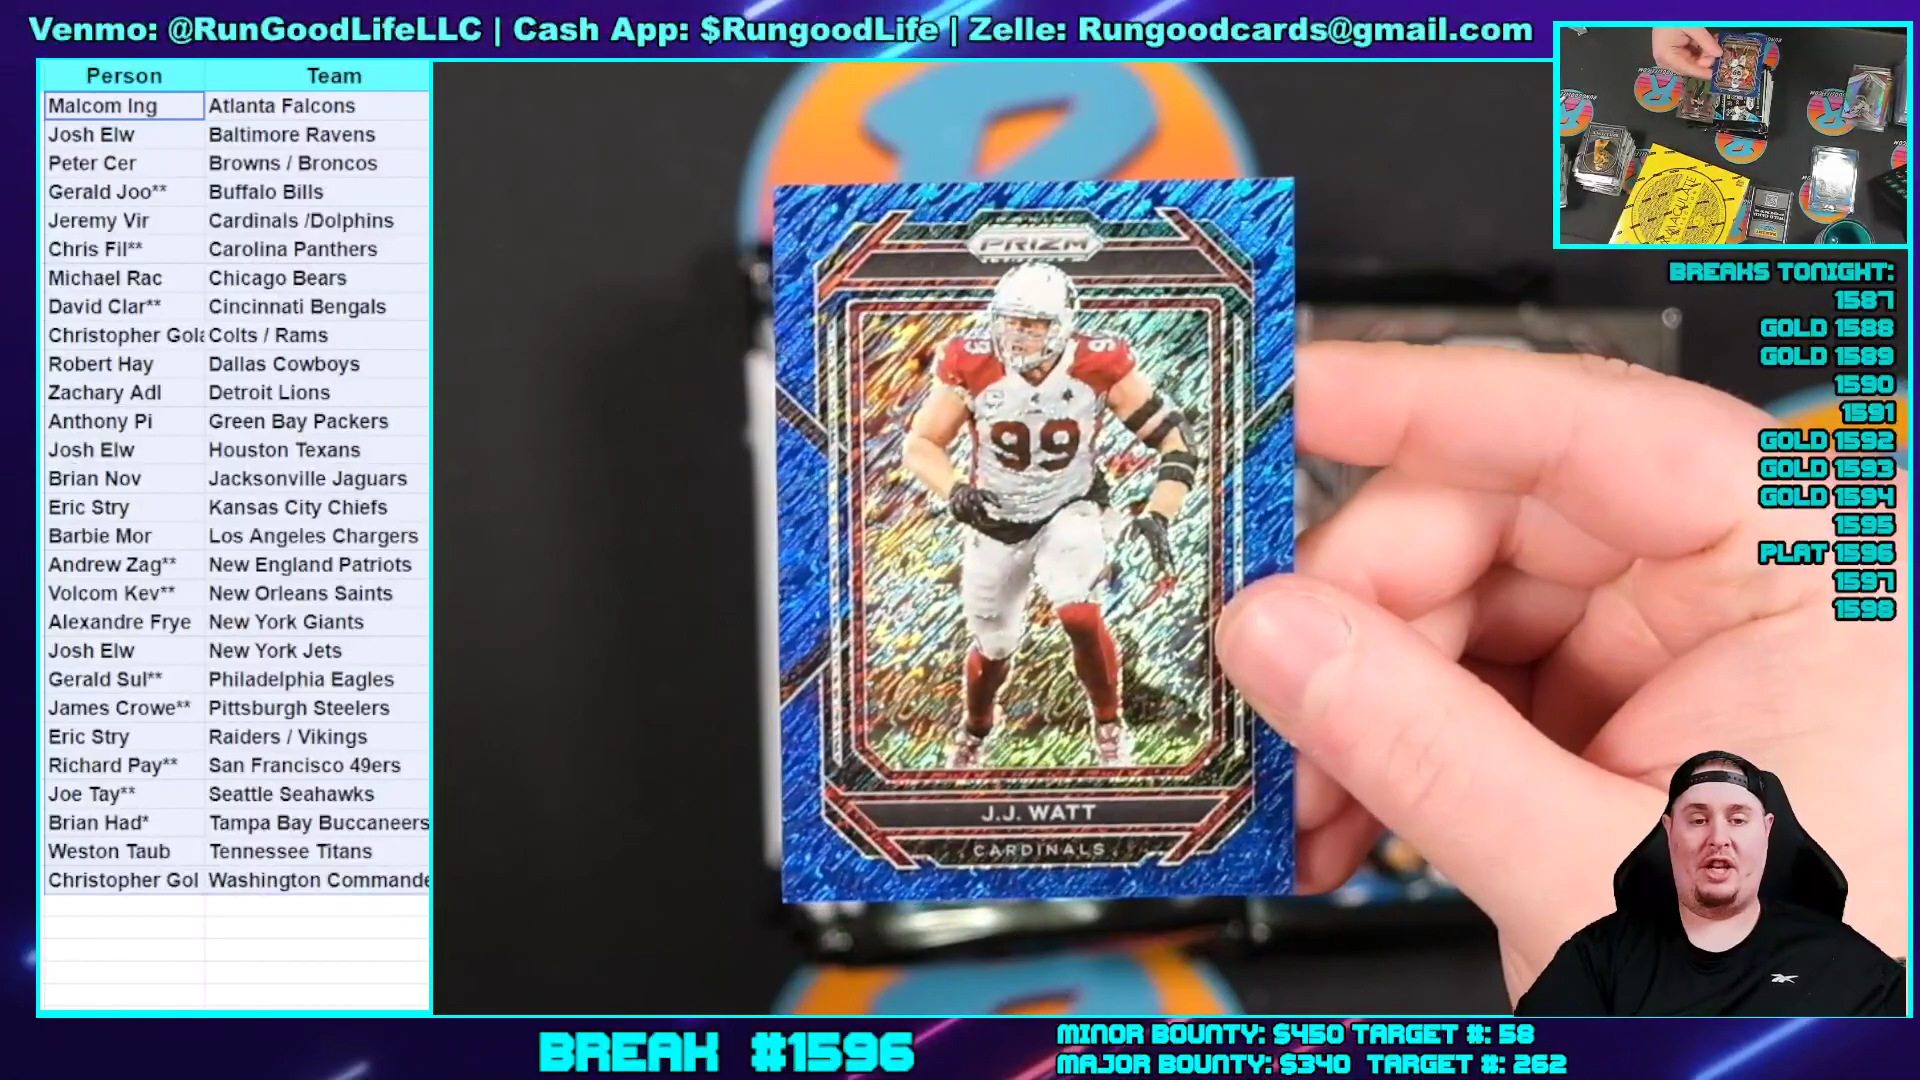 Venmo: @RunGoodLifeLLC | Cash App: $RungoodLife | Zelle: Rungoodcards@gmail.com
Person Team
Malcom Ing Atlanta Falcons
Josh Elw Baltimore Ravens
Peter Cer Browns / Broncos
Gerald Joo** Buffalo Bills
Jeremy Vir Cardinals /Dolphins
Chris Fil** Carolina Panthers
Michael Rac Chicago Bears
David Clar** Cincinnati Bengals
Christopher Gola Colts / Rams
Robert Hay Dallas Cowboys
Zachary Adl Detroit Lions
Anthony Pi Green Bay Packers
Josh Elw Houston Texans
Brian Nov Jacksonville Jaguars
Eric Stry Kansas City Chiefs
Barbie Mor Los Angeles Chargers
Andrew Zag** New England Patriots
Volcom Kev** New Orleans Saints
Alexandre Frye New York Giants
Josh Elw New York Jets
Gerald Sul** Philadelphia Eagles
James Crowe** Pittsburgh Steelers
Eric Stry Raiders / Vikings
Richard Pay** San Francisco 49ers
Joe Tay** Seattle Seahawks
Brian Had* Tampa Bay Buccaneers
Weston Taub Tennessee Titans
Christopher Gol Washington Commande
PRIZM
99
99
99
J.J. WATT
CARDINALS
BREAKS TONIGHT:
1587
GOLD 1588
GOLD 1589
1590
1591
GOLD 1592
GOLD 1593
GOLD 1594
1595
PLAT 1596
1597
1598
BREAK #1596
MINOR BOUNTY: $450 TARGET #: 58
MAJOR BOUNTY: $340 TARGET #: 262